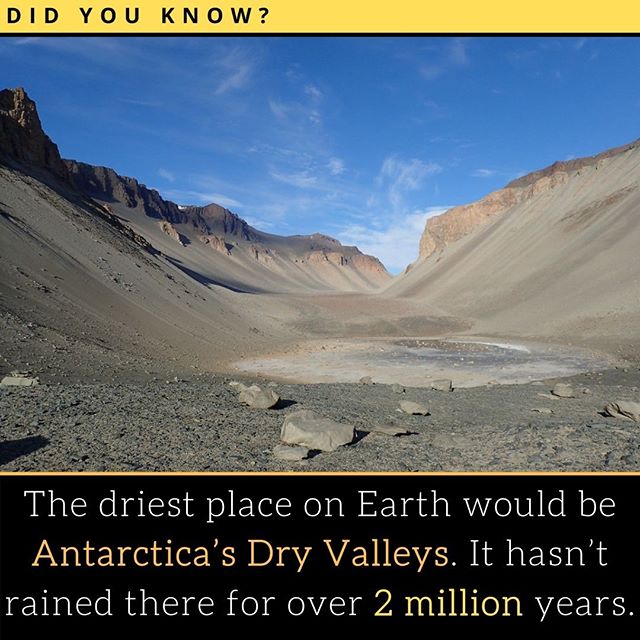 DID YOU KNOW?
The driest place on Earth would be
Antarctica’s Dry Valleys. It hasn’t
rained there for over 2 million years.